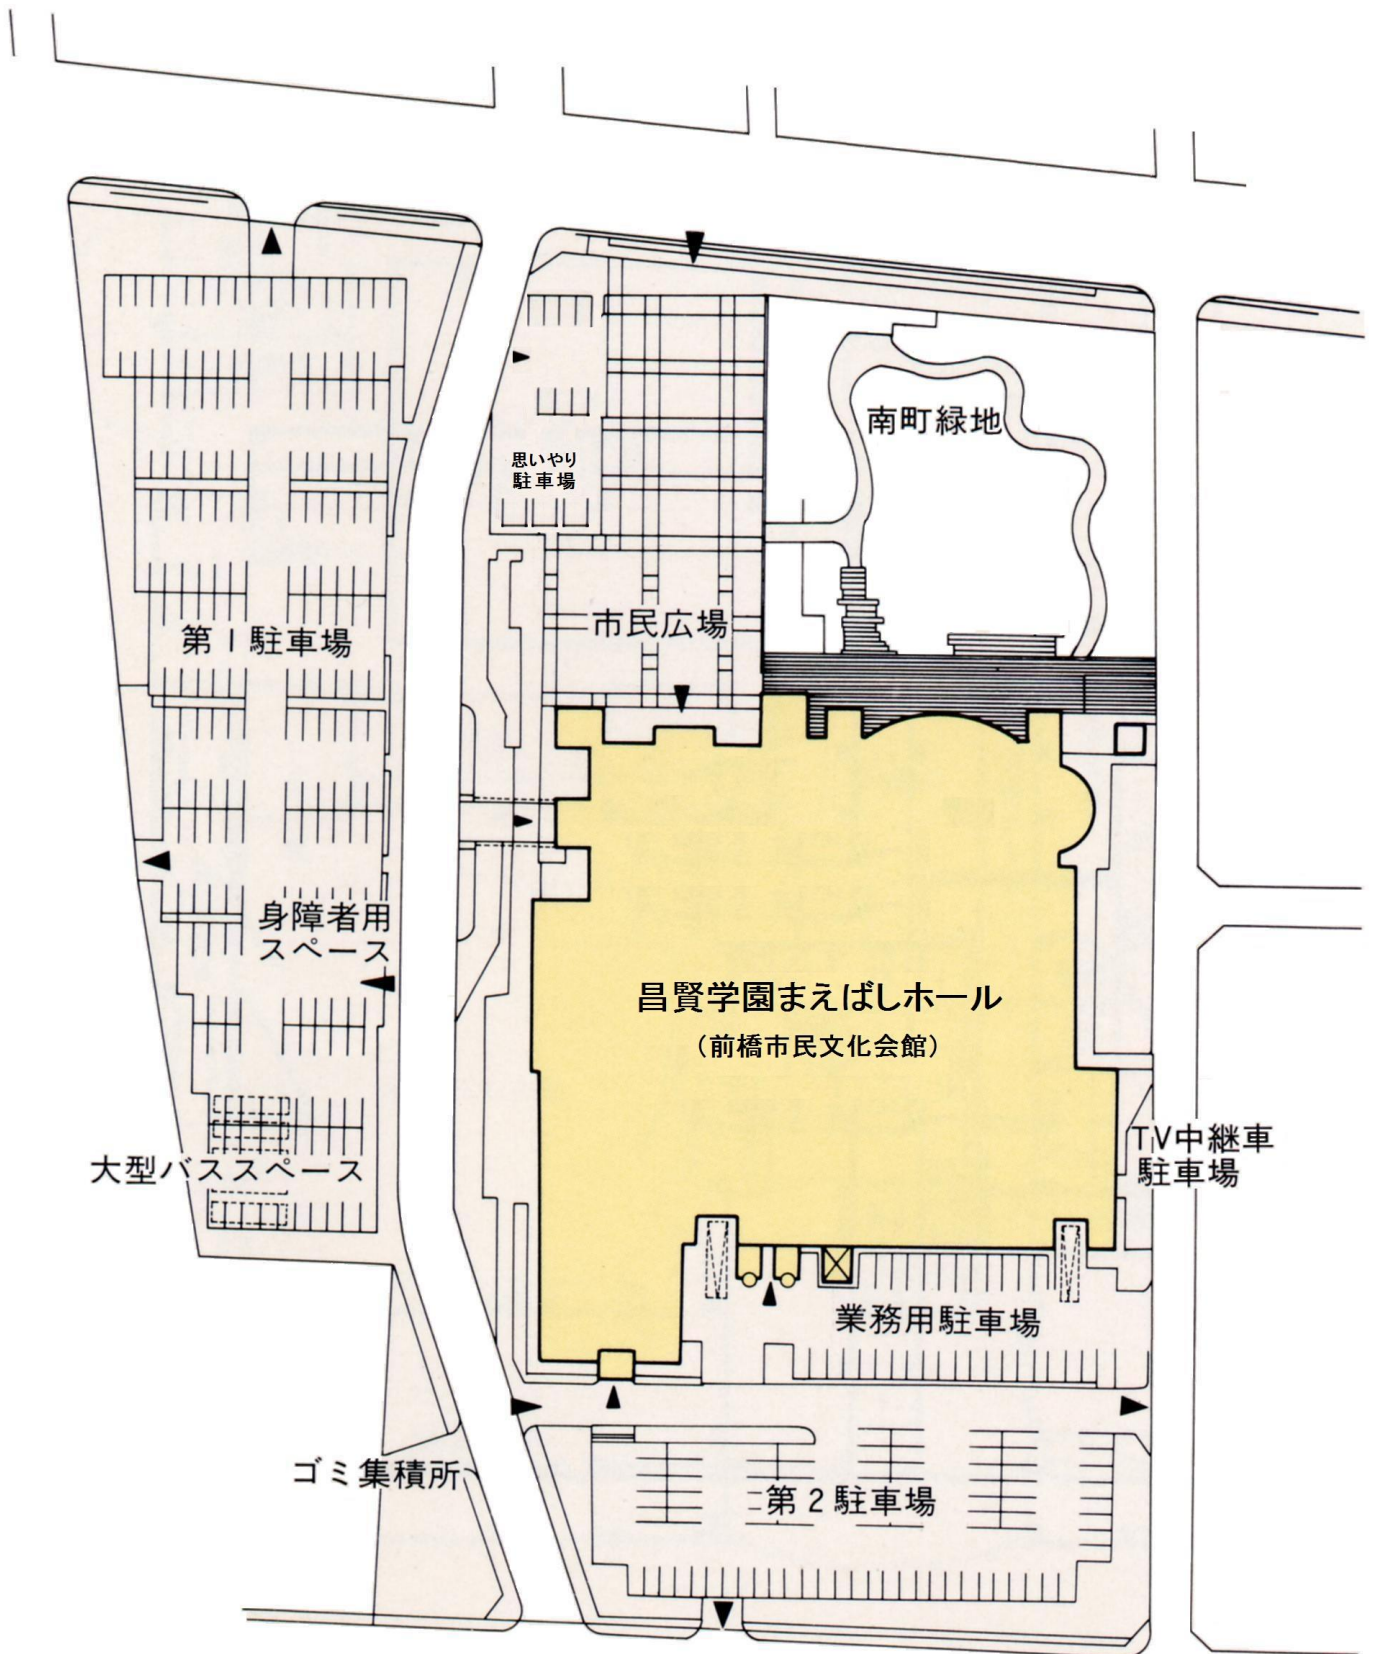 南町緑地
思いやり
駐車場
市民広場
第1駐車場
身障者用
スペース
昌賢学園まえばしホール
（前橋市民文化会館）
TV中継車
駐車場
大型バススペース
業務用駐車場
ゴミ集積所
第2駐車場